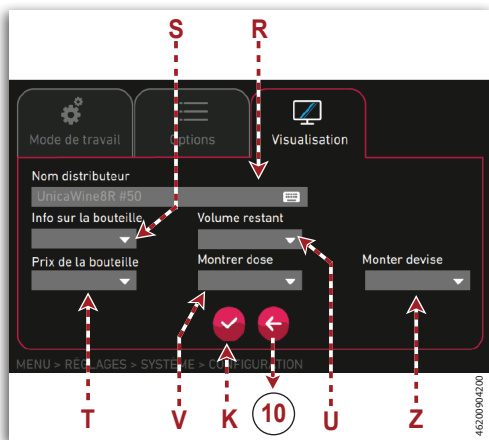 S R
Mode de travail Options Visualisation
Nom distributeur
UnicaWine8R #50
Info sur la bouteille Volume restant
Prix de la bouteille Montrer dose Monter devise
MENU > RÉGLAGES > SYSTEME > CONFIGURATION
T V K 10 U Z
46200904200